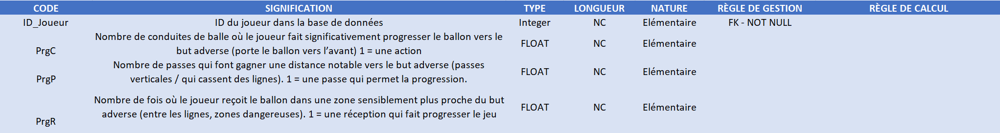 CODE SIGNIFICATION TYPE LONGUEUR NATURE RÈGLE DE GESTION RÈGLE DE CALCUL
ID_Joueur ID du joueur dans la base de données Integer NC Elémentaire FK - NOT NULL
Nombre de conduites de balle où le joueur fait significativement progresser le ballon vers le
PrgC but adverse (porte le ballon vers l’avant) 1 = une action FLOAT NC Elémentaire
Nombre de passes qui font gagner une distance notable vers le but adverse (passes
PrgP verticales / qui cassent des lignes). 1 = une passe qui permet la progression. FLOAT NC Elémentaire
Nombre de fois où le joueur reçoit le ballon dans une zone sensiblement plus proche du but
adverse (entre les lignes, zones dangereuses). 1 = une réception qui fait progresser le jeu FLOAT NC Elémentaire
PrgR